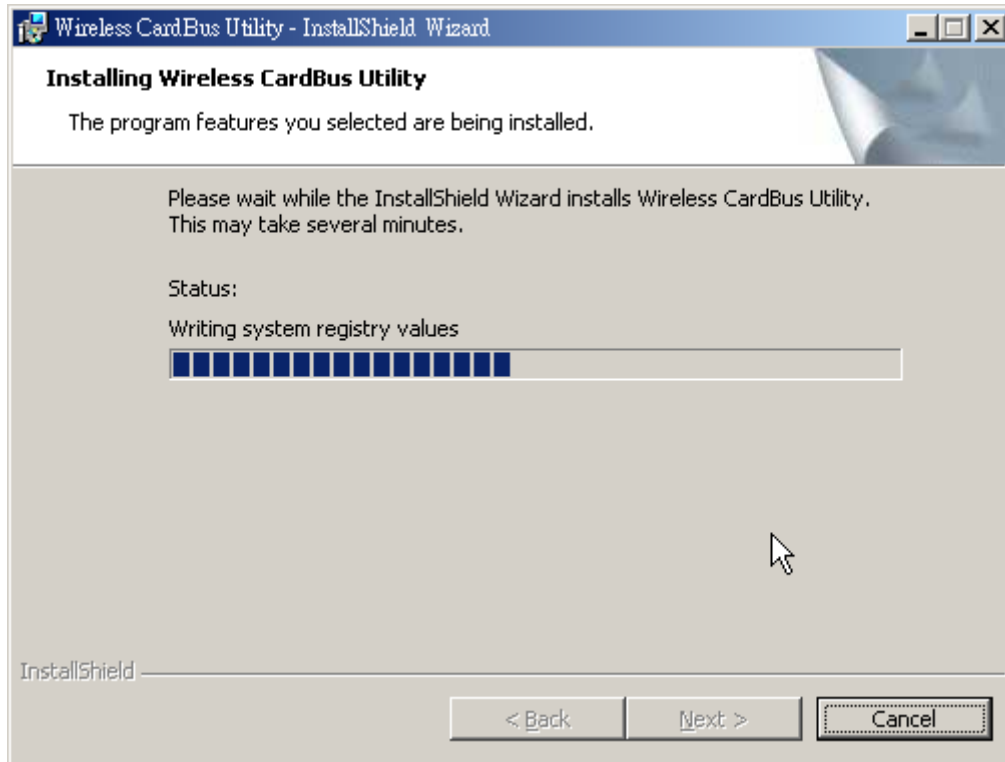 Wireless CardBus Utility - InstallShield Wizard
Installing Wireless CardBus Utility
The program features you selected are being installed.
Please wait while the InstallShield Wizard installs Wireless CardBus Utility.
This may take several minutes.
Status:
Writing system registry values
InstallShield
< Back
Next >
Cancel